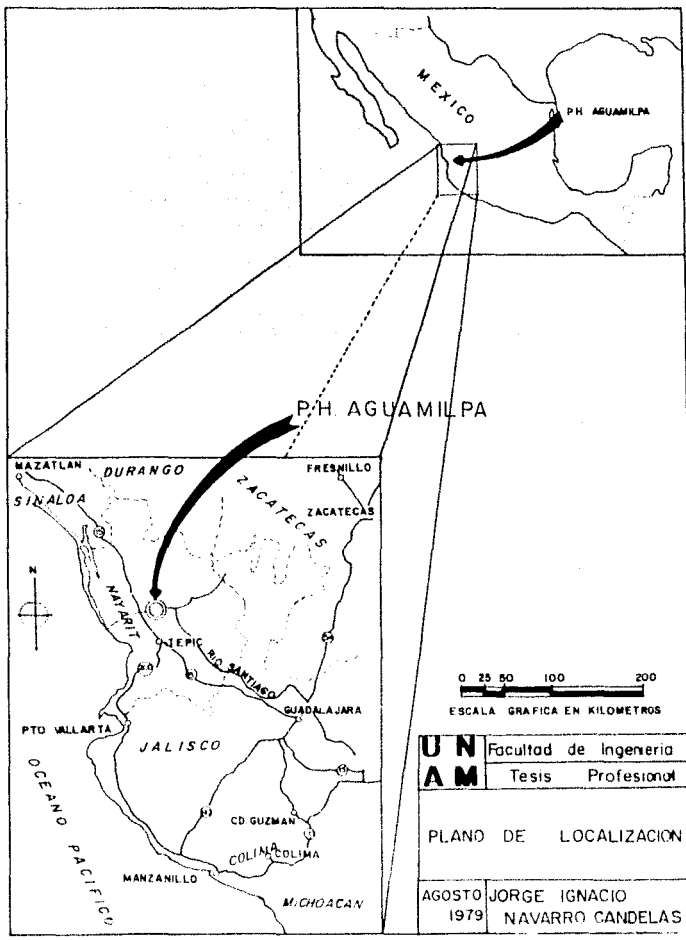 MEXICO
P.H. AGUAMILPA
P.H. AGUAMILPA
MAZATLAN
DURANGO
FRESNILLO
SINALOA
ZACATECAS
ZACATECAS
N
NAYARIT
TEPIC
RIO SANTIAGO
GUADALAJARA
PTO VALLARTA
JALISCO
OCEANO PACIFICO
CD. GUZMAN
COLIMA
COLIMA
MANZANILLO
MICHOACAN
0 25 50 100 200
ESCALA GRAFICA EN KILOMETROS
UN Facultad de Ingenieria
AM Tesis Profesional
PLANO DE LOCALIZACION
AGOSTO JORGE IGNACIO
1979 NAVARRO CANDELAS